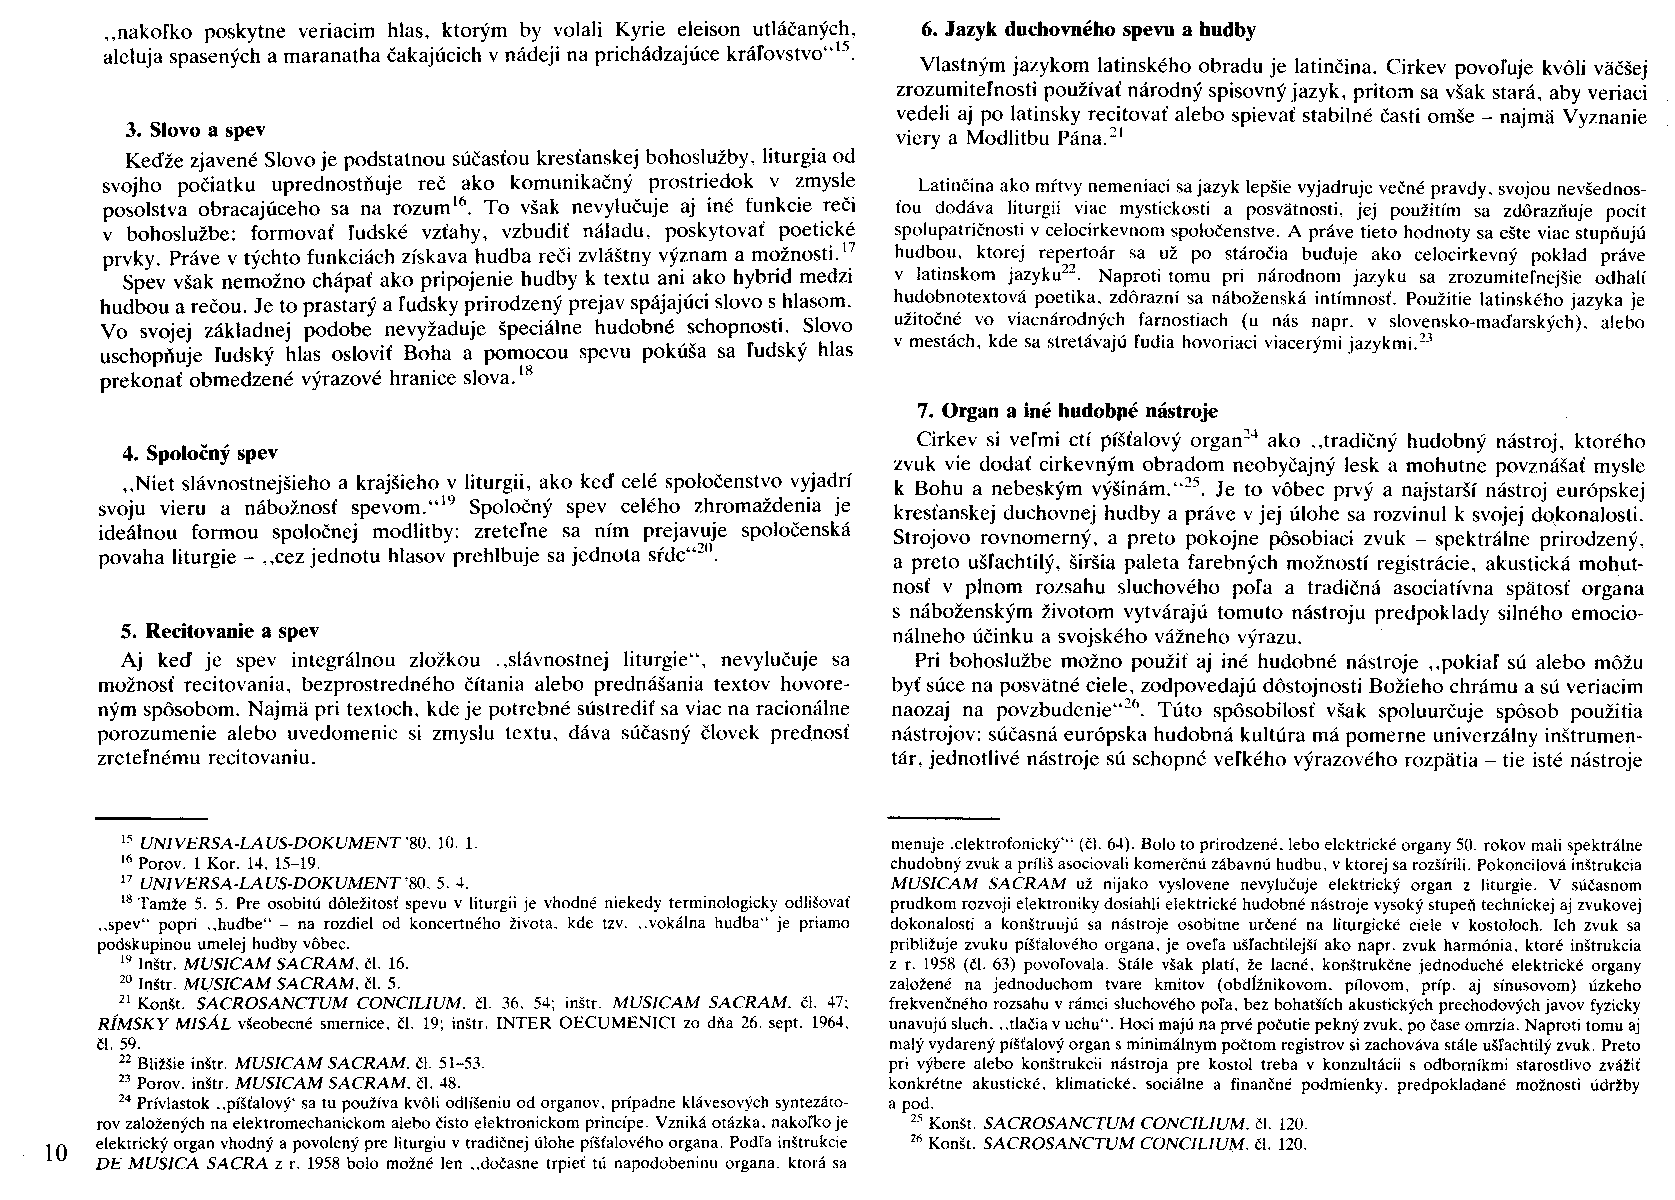 „nakoľko poskytne veriacim hlas, ktorým by volali Kyrie eleison utláčaných,
aleluja spasených a maranatha čakajúcich v nádeji na prichádzajúce kráľovstvo“¹⁵.
3. Slovo a spev
Keďže zjavené Slovo je podstatnou súčasťou kresťanskej bohoslužby, liturgia od
svojho počiatku uprednostňuje reč ako komunikačný prostriedok v zmysle
posolstva obracajúceho sa na rozum¹⁶. To však nevylučuje aj iné funkcie reči
v bohoslužbe: formovať ľudské vzťahy, vzbudiť náladu, poskytovať poetické
prvky. Práve v týchto funkciách získava hudba reči zvláštny význam a možnosti.¹⁷
Spev však nemožno chápať ako pripojenie hudby k textu ani ako hybrid medzi
hudbou a rečou. Je to prastarý a ľudsky prirodzený prejav spájajúci slovo s hlasom.
Vo svojej základnej podobe nevyžaduje špeciálne hudobné schopnosti. Slovo
uschopňuje ľudský hlas osloviť Boha a pomocou spevu pokúša sa ľudský hlas
prekonať obmedzené výrazové hranice slova.¹⁸
4. Spoločný spev
„Niet slávnostnejšieho a krajšieho v liturgii, ako keď celé spoločenstvo vyjadrí
svoju vieru a nábožnosť spevom.“¹⁹ Spoločný spev celého zhromaždenia je
ideálnou formou spoločnej modlitby: zreteľne sa ním prejavuje spoločenská
povaha liturgie – „cez jednotu hlasov prehlbuje sa jednota sŕdc“²⁰.
5. Recitovanie a spev
Aj keď je spev integrálnou zložkou „slávnostnej liturgie“, nevylučuje sa
možnosť recitovania, bezprostredného čítania alebo prednášania textov hovore-
ným spôsobom. Najmä pri textoch, kde je potrebné sústrediť sa viac na racionálne
porozumenie alebo uvedomenie si zmyslu textu, dáva súčasný človek prednosť
zreteľnému recitovaniu.
¹⁵ UNIVERSA-LAUS-DOKUMENT '80. 10. 1.
¹⁶ Porov. 1 Kor. 14, 15–19.
¹⁷ UNIVERSA-LAUS-DOKUMENT '80. 5. 4.
¹⁸ Tamže 5. 5. Pre osobitú dôležitosť spevu v liturgii je vhodné niekedy terminologicky odlišovať
„spev“ popri „hudbe“ – na rozdiel od koncertného života, kde tzv. „vokálna hudba“ je priamo
podskupinou umelej hudby vôbec.
¹⁹ Inštr. MUSICAM SACRAM, čl. 16.
²⁰ Inštr. MUSICAM SACRAM, čl. 5.
²¹ Konšt. SACROSANCTUM CONCILIUM, čl. 36, 54; inštr. MUSICAM SACRAM, čl. 47;
RÍMSKY MISÁL všeobecné smernice, čl. 19; inštr. INTER OECUMENICI zo dňa 26. sept. 1964,
čl. 59.
²² Bližšie inštr. MUSICAM SACRAM, čl. 51–53.
²³ Porov. inštr. MUSICAM SACRAM, čl. 48.
²⁴ Prívlastok „píšťalový‘ sa tu používa kvôli odlíšeniu od organov, prípadne klávesových syntezáto-
rov založených na elektromechanickom alebo čisto elektronickom princípe. Vzniká otázka, nakoľko je
elektrický organ vhodný a povolený pre liturgiu v tradičnej úlohe píšťalového organa. Podľa inštrukcie
DE MUSICA SACRA z r. 1958 bolo možné len „dočasne trpieť tú napodobeninu organa, ktorá sa
10
6. Jazyk duchovného spevu a hudby
Vlastným jazykom latinského obradu je latinčina. Cirkev povoľuje kvôli väčšej
zrozumiteľnosti používať národný spisovný jazyk, pritom sa však stará, aby veriaci
vedeli aj po latinsky recitovať alebo spievať stabilné časti omše – najmä Vyznanie
viery a Modlitbu Pána.²¹
Latinčina ako mŕtvy nemeniaci sa jazyk lepšie vyjadruje večné pravdy, svojou nevšednos-
ťou dodáva liturgii viac mystickosti a posvätnosti, jej použitím sa zdôrazňuje pocit
spolupatričnosti v celocirkevnom spoločenstve. A práve tieto hodnoty sa ešte viac stupňujú
hudbou, ktorej repertoár sa už po stáročia buduje ako celocirkevný poklad práve
v latinskom jazyku²². Naproti tomu pri národnom jazyku sa zrozumiteľnejšie odhalí
hudobnotextová poetika, zdôrazní sa náboženská intímnosť. Použitie latinského jazyka je
užitočné vo viacnárodných farnostiach (u nás napr. v slovensko-maďarských), alebo
v mestách, kde sa stretávajú ľudia hovoriaci viacerými jazykmi.²³
7. Organ a iné hudobné nástroje
Cirkev si veľmi ctí píšťalový organ²⁴ ako „tradičný hudobný nástroj, ktorého
zvuk vie dodať cirkevným obradom neobyčajný lesk a mohutne povznášať mysle
k Bohu a nebeským výšinám.“²⁵. Je to vôbec prvý a najstarší nástroj európskej
kresťanskej duchovnej hudby a práve v jej úlohe sa rozvinul k svojej dokonalosti.
Strojovo rovnomerný, a preto pokojne pôsobiaci zvuk – spektrálne prirodzený,
a preto ušľachtilý, širšia paleta farebných možností registrácie, akustická mohut-
nosť v plnom rozsahu sluchového poľa a tradičná asociatívna spätosť organa
s náboženským životom vytvárajú tomuto nástroju predpoklady silného emocio-
nálneho účinku a svojského vážneho výrazu.
Pri bohoslužbe možno použiť aj iné hudobné nástroje „pokiaľ sú alebo môžu
byť súce na posvätné ciele, zodpovedajú dôstojnosti Božieho chrámu a sú veriacim
naozaj na povzbudenie“²⁶. Túto spôsobilosť však spoluurčuje spôsob použitia
nástrojov: súčasná európska hudobná kultúra má pomerne univerzálny inštrumen-
tár, jednotlivé nástroje sú schopné veľkého výrazového rozpätia – tie isté nástroje
menuje ‚elektrofonický‘“ (čl. 64). Bolo to prirodzené, lebo elektrické organy 50. rokov mali spektrálne
chudobný zvuk a príliš asociovali komerčnú zábavnú hudbu, v ktorej sa rozšírili. Pokoncilová inštrukcia
MUSICAM SACRAM už nijako vyslovene nevylučuje elektrický organ z liturgie. V súčasnom
prudkom rozvoji elektroniky dosiahli elektrické hudobné nástroje vysoký stupeň technickej aj zvukovej
dokonalosti a konštruujú sa nástroje osobitne určené na liturgické ciele v kostoloch. Ich zvuk sa
približuje zvuku píšťalového organa, je oveľa ušľachtilejší ako napr. zvuk harmónia, ktoré inštrukcia
z r. 1958 (čl. 63) povoľovala. Stále však platí, že lacné, konštrukčne jednoduché elektrické organy
založené na jednoduchom tvare kmitov (obdĺžnikovom, pílovom, príp. aj sínusovom) úzkeho
frekvenčného rozsahu v ránci sluchového poľa, bez bohatších akustických prechodových javov fyzicky
unavujú sluch, „tlačia v uchu“. Hoci majú na prvé počutie pekný zvuk, po čase omrzia. Naproti tomu aj
malý vydarený píšťalový organ s minimálnym počtom registrov si zachováva stále ušľachtilý zvuk. Preto
pri výbere alebo konštrukcii nástroja pre kostol treba v konzultácii s odborníkmi starostlivo zvážiť
konkrétne akustické, klimatické, sociálne a finančné podmienky, predpokladané možnosti údržby
a pod.
²⁵ Konšt. SACROSANCTUM CONCILIUM, čl. 120.
²⁶ Konšt. SACROSANCTUM CONCILIUM, čl. 120.